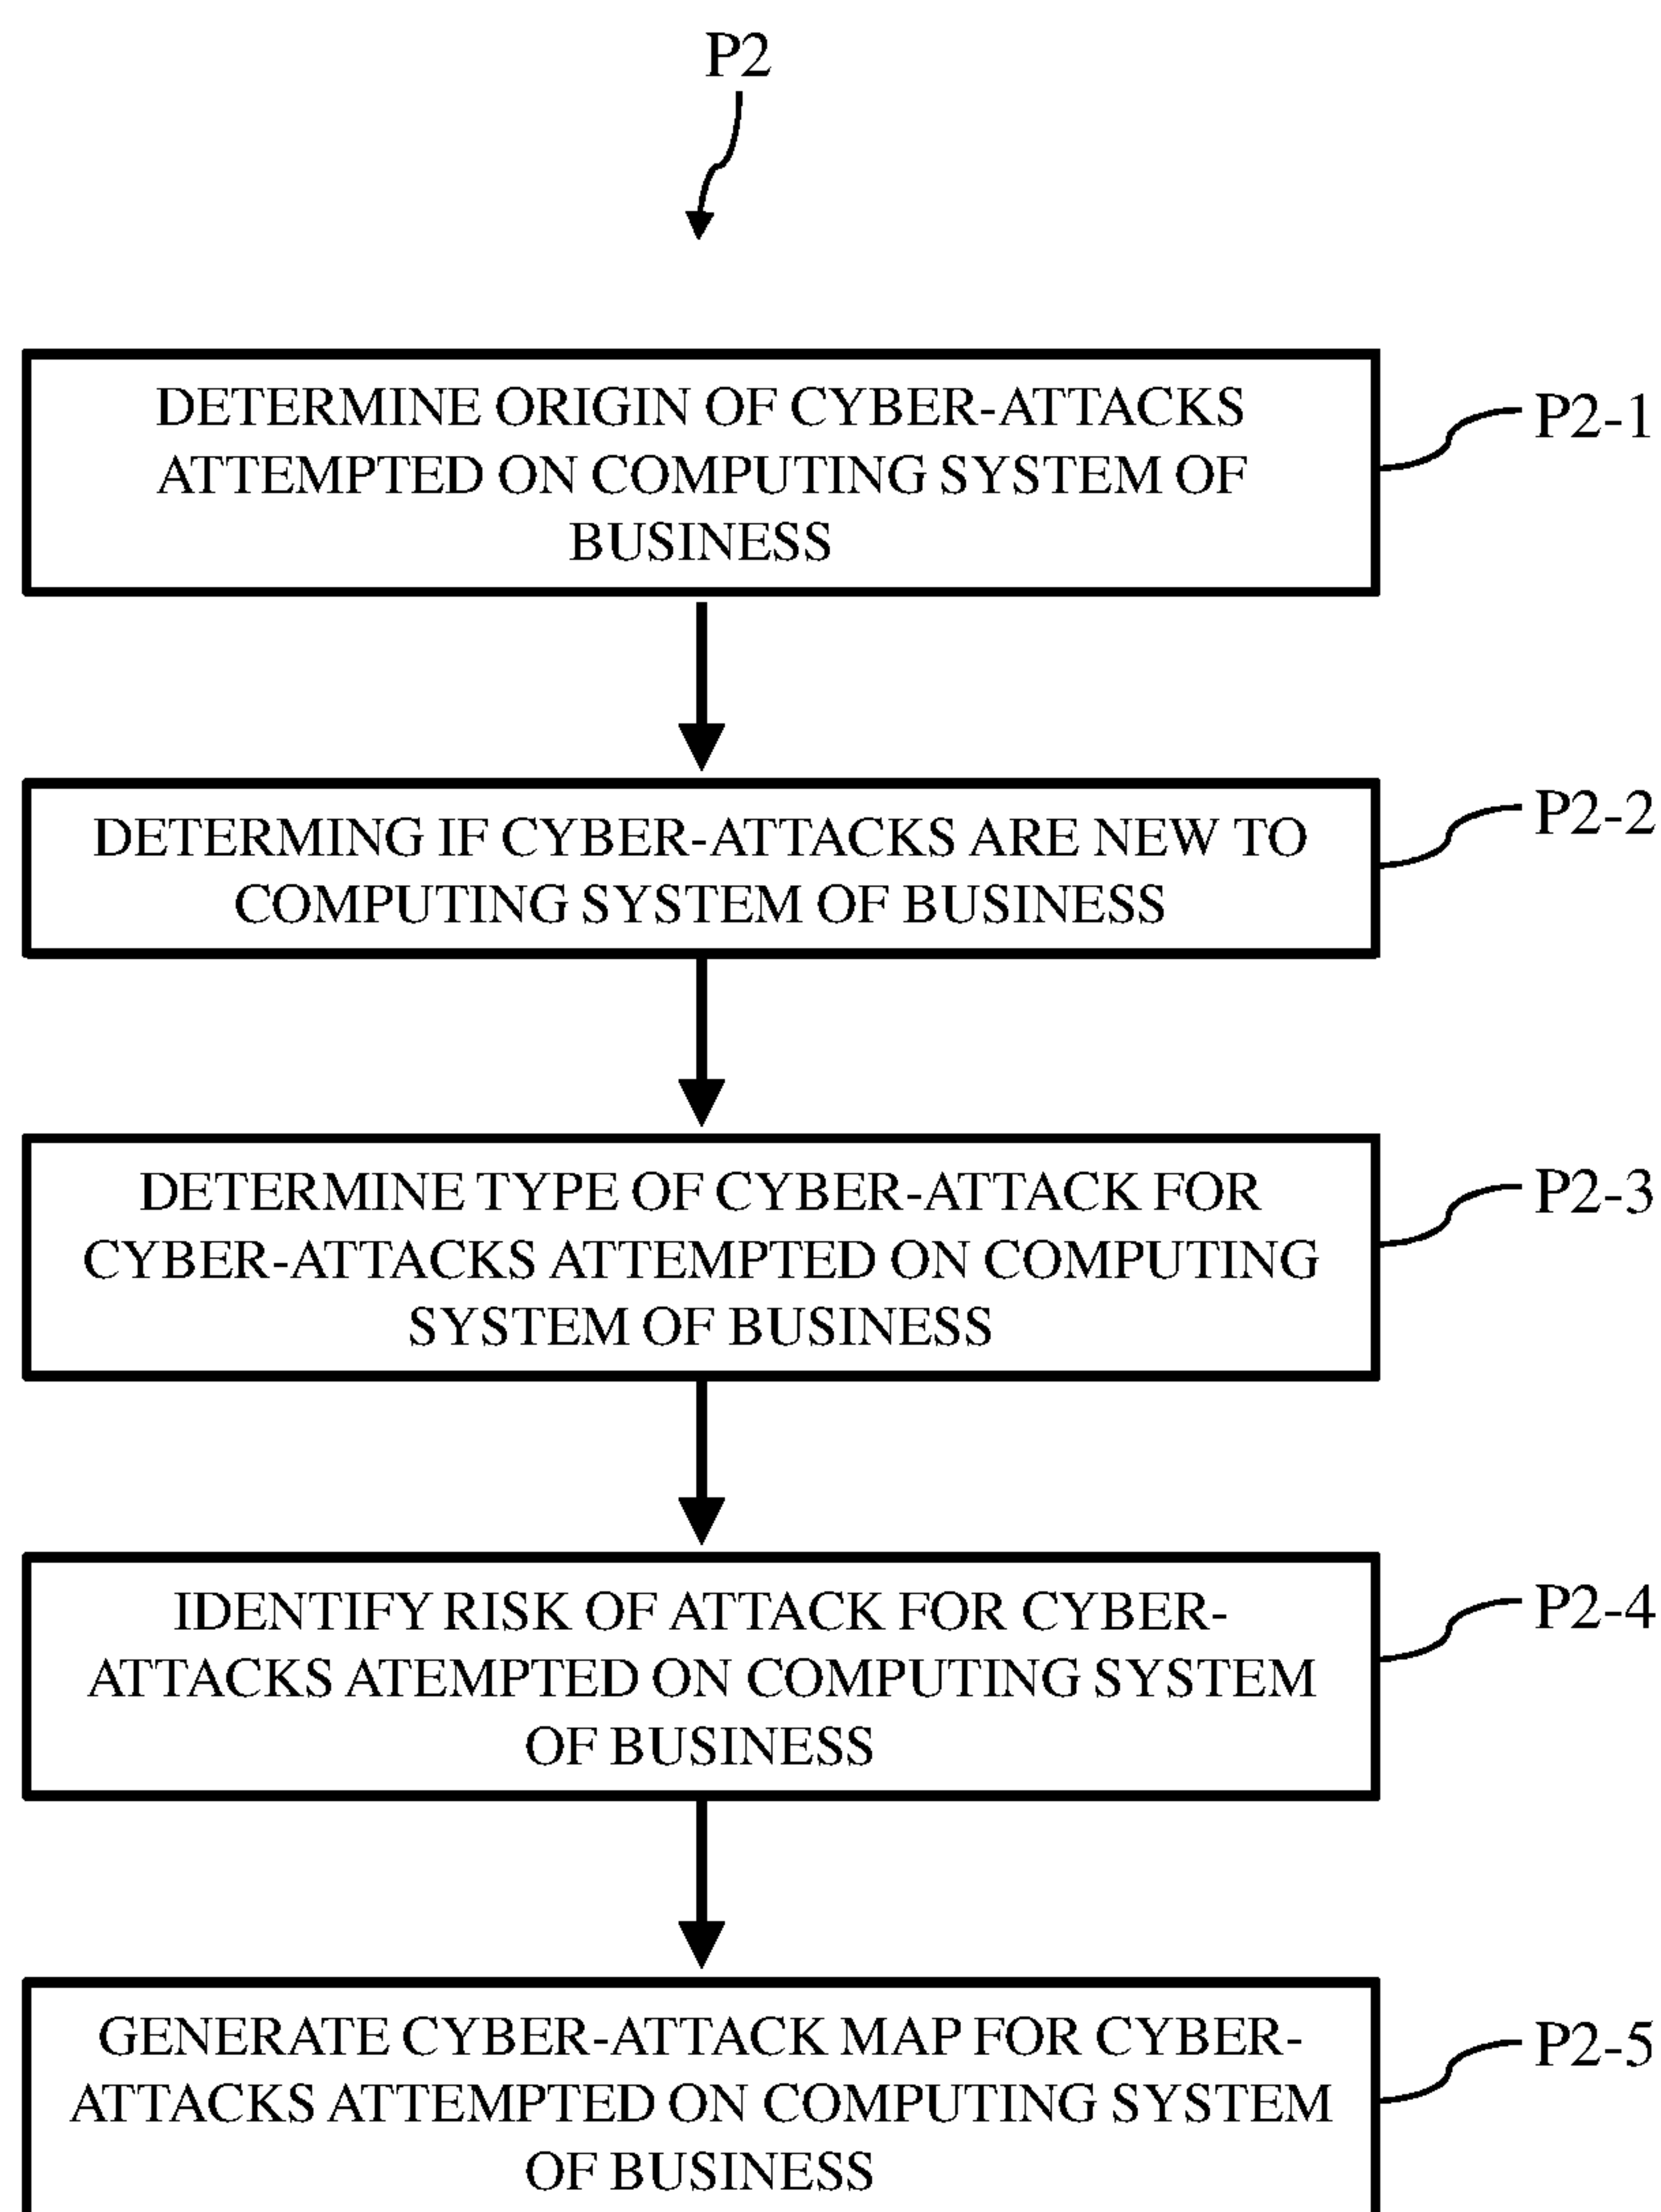 P2
DETERMINE ORIGIN OF CYBER-ATTACKS
ATTEMPTED ON COMPUTING SYSTEM OF
BUSINESS
P2-1
DETERMING IF CYBER-ATTACKS ARE NEW TO
COMPUTING SYSTEM OF BUSINESS
P2-2
DETERMINE TYPE OF CYBER-ATTACK FOR
CYBER-ATTACKS ATTEMPTED ON COMPUTING
SYSTEM OF BUSINESS
P2-3
IDENTIFY RISK OF ATTACK FOR CYBER-
ATTACKS ATEMPTED ON COMPUTING SYSTEM
OF BUSINESS
P2-4
GENERATE CYBER-ATTACK MAP FOR CYBER-
ATTACKS ATTEMPTED ON COMPUTING SYSTEM
OF BUSINESS
P2-5